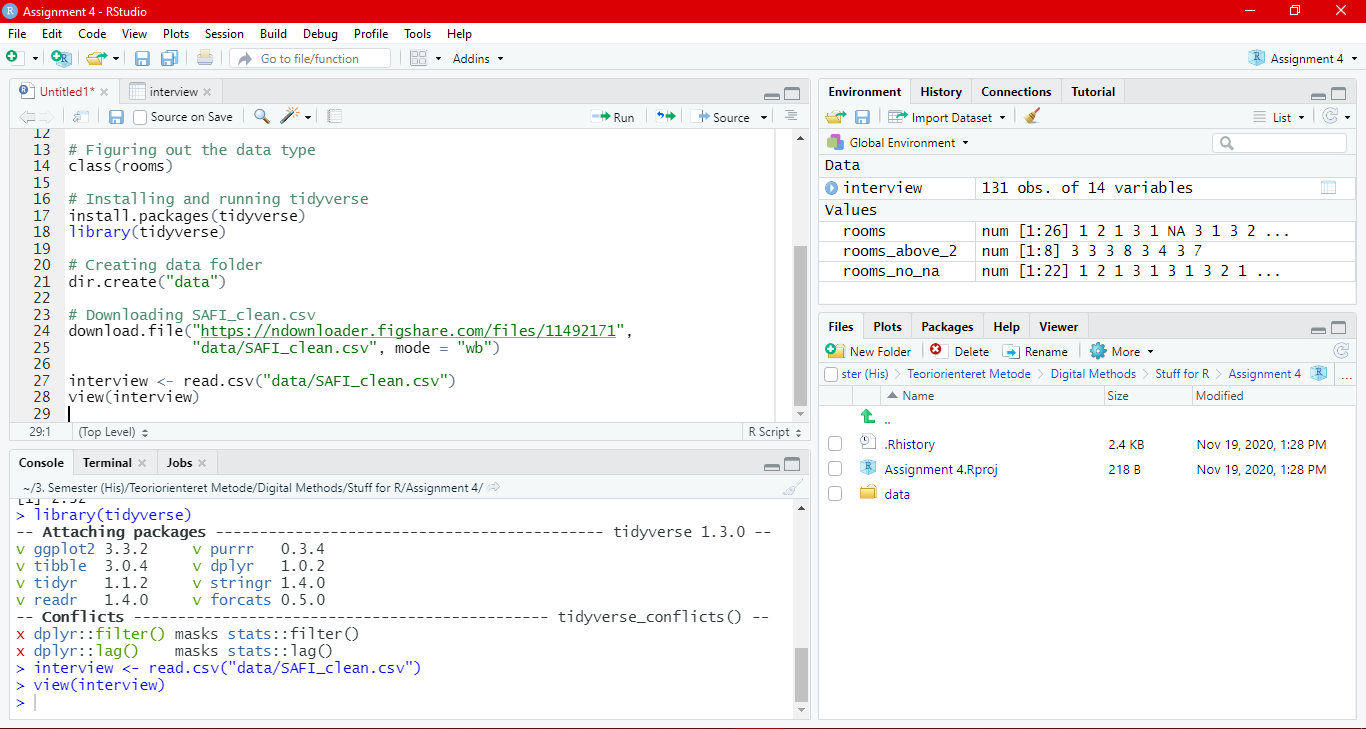 Assignment 4 - RStudio
File Edit Code View Plots Session Build Debug Profile Tools Help
Go to file/function Addins Assignment 4
Untitled1* interview
Source on Save Run Source
12
13 # Figuring out the data type
14 class(rooms)
15
16 # Installing and running tidyverse
17 install.packages(tidyverse)
18 library(tidyverse)
19
20 # Creating data folder
21 dir.create("data")
22
23 # Downloading SAFI_clean.csv
24 download.file("https://ndownloader.figshare.com/files/11492171",
25 "data/SAFI_clean.csv", mode = "wb")
26
27 interview <- read.csv("data/SAFI_clean.csv")
28 view(interview)
29
29:1 (Top Level) R Script
Console Terminal Jobs
~/3. Semester (His)/Teoriorienteret Metode/Digital Methods/Stuff for R/Assignment 4/
[1] 2.52
> library(tidyverse)
-- Attaching packages -------------------------------------------- tidyverse 1.3.0 --
v ggplot2 3.3.2 v purrr 0.3.4
v tibble 3.0.4 v dplyr 1.0.2
v tidyr 1.1.2 v stringr 1.4.0
v readr 1.4.0 v forcats 0.5.0
-- Conflicts ----------------------------------------------- tidyverse_conflicts() --
x dplyr::filter() masks stats::filter()
x dplyr::lag() masks stats::lag()
> interview <- read.csv("data/SAFI_clean.csv")
> view(interview)
>
Environment History Connections Tutorial
Import Dataset List
Global Environment
Data
interview 131 obs. of 14 variables
Values
rooms num [1:26] 1 2 1 3 1 NA 3 1 3 2 ...
rooms_above_2 num [1:8] 3 3 3 8 3 4 3 7
rooms_no_na num [1:22] 1 2 1 3 1 3 1 3 2 1 ...
Files Plots Packages Help Viewer
New Folder Delete Rename More
ster (His) Teoriorienteret Metode Digital Methods Stuff for R Assignment 4 ...
Name Size Modified
..
.Rhistory 2.4 KB Nov 19, 2020, 1:28 PM
Assignment 4.Rproj 218 B Nov 19, 2020, 1:28 PM
data